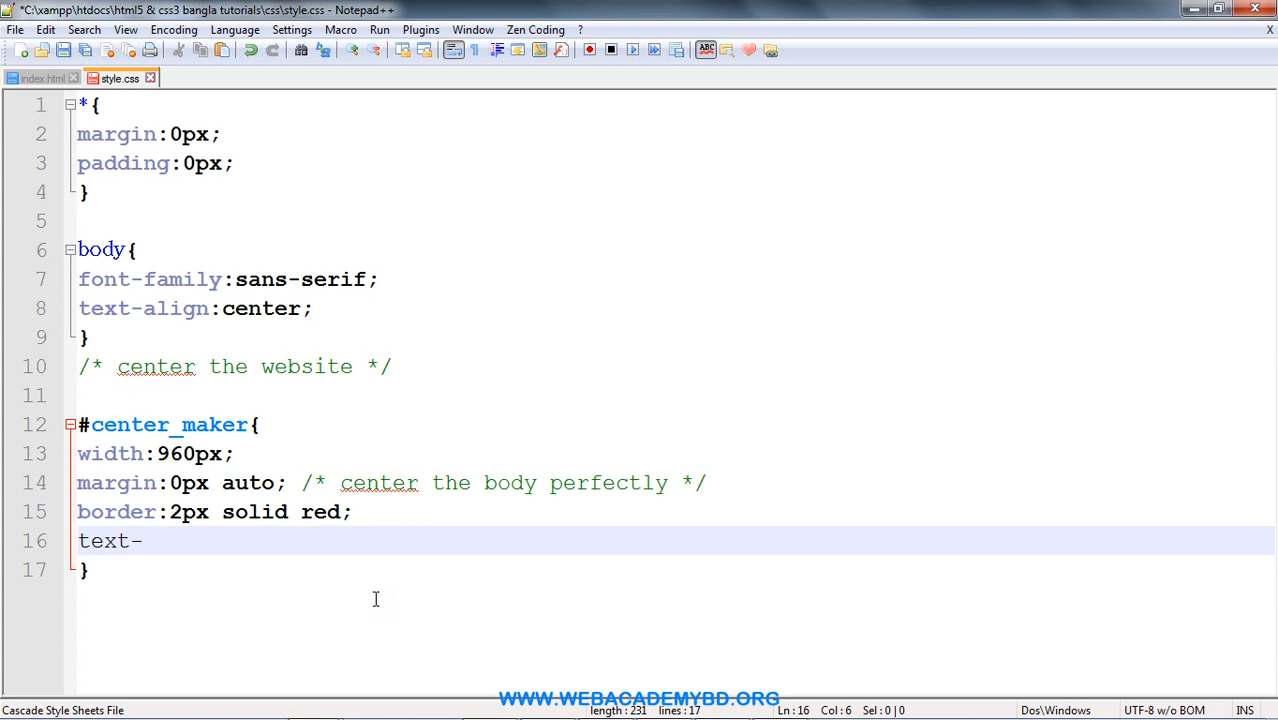 *C:\xampp\htdocs\html5 & css3 bangla tutorials\css\style.css - Notepad++
File Edit Search View Encoding Language Settings Macro Run Plugins Window Zen Coding ? X
ABC
index.html style.css
1 *{
2 margin:0px;
3 padding:0px;
4 }
5
6 body{
7 font-family:sans-serif;
8 text-align:center;
9 }
10 /* center the website */
11
12 #center_maker{
13 width:960px;
14 margin:0px auto; /* center the body perfectly */
15 border:2px solid red;
16 text-
17 }
WWW.WEBACADEMYBD.ORG
Cascade Style Sheets File length : 231 lines : 17 Ln : 16 Col : 6 Sel : 0 | 0 Dos\Windows UTF-8 w/o BOM INS